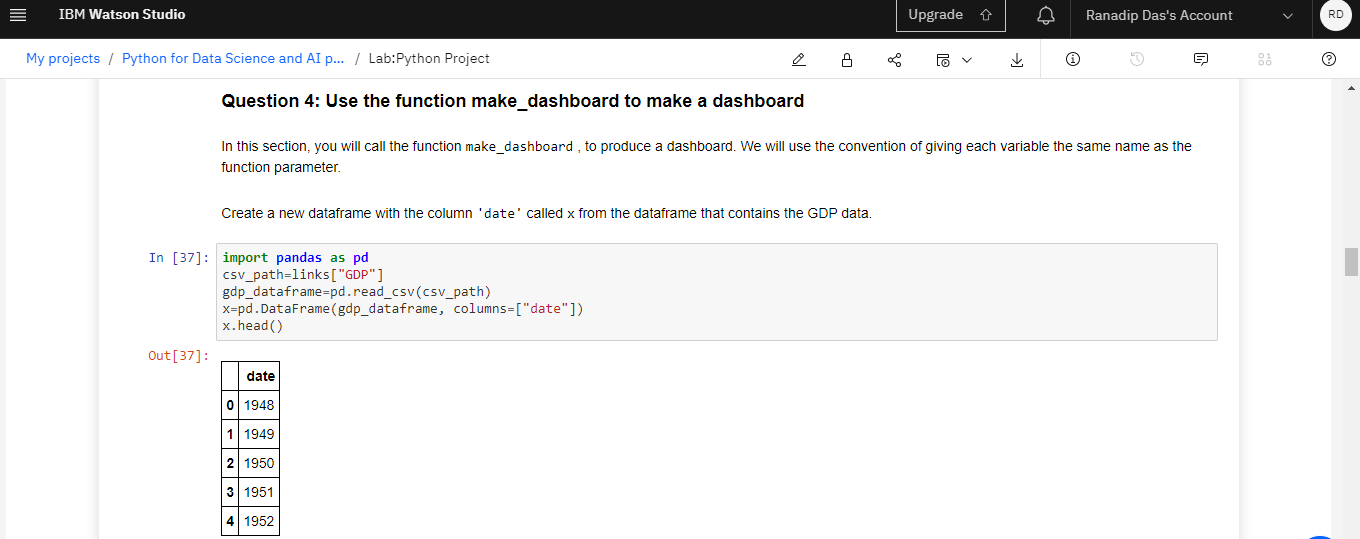 IBM Watson Studio
Upgrade
Ranadip Das's Account
RD
My projects / Python for Data Science and AI p... / Lab:Python Project
Question 4: Use the function make_dashboard to make a dashboard
In this section, you will call the function make_dashboard , to produce a dashboard. We will use the convention of giving each variable the same name as the
function parameter.
Create a new dataframe with the column 'date' called x from the dataframe that contains the GDP data.
In [37]:
import pandas as pd
csv_path=links["GDP"]
gdp_dataframe=pd.read_csv(csv_path)
x=pd.DataFrame(gdp_dataframe, columns=["date"])
x.head()
Out[37]:
date
0 1948
1 1949
2 1950
3 1951
4 1952